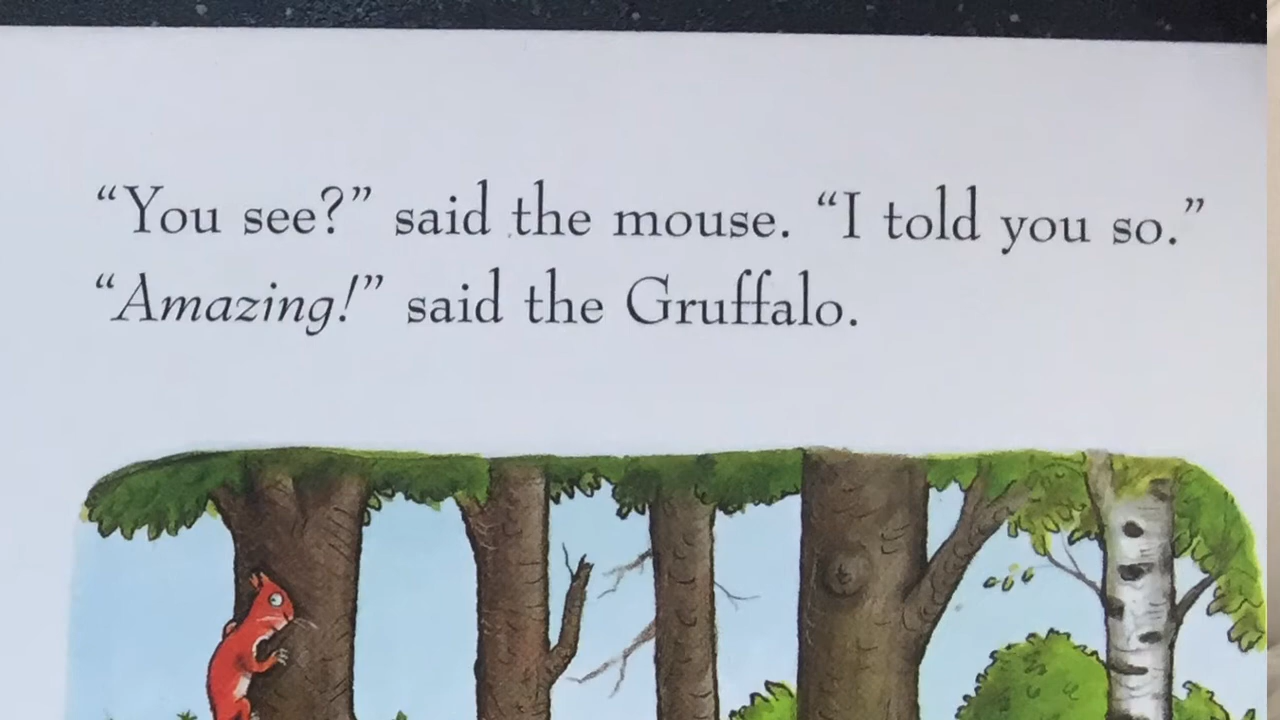 “You see?” said the mouse. “I told you so.”
“Amazing!” said the Gruffalo.